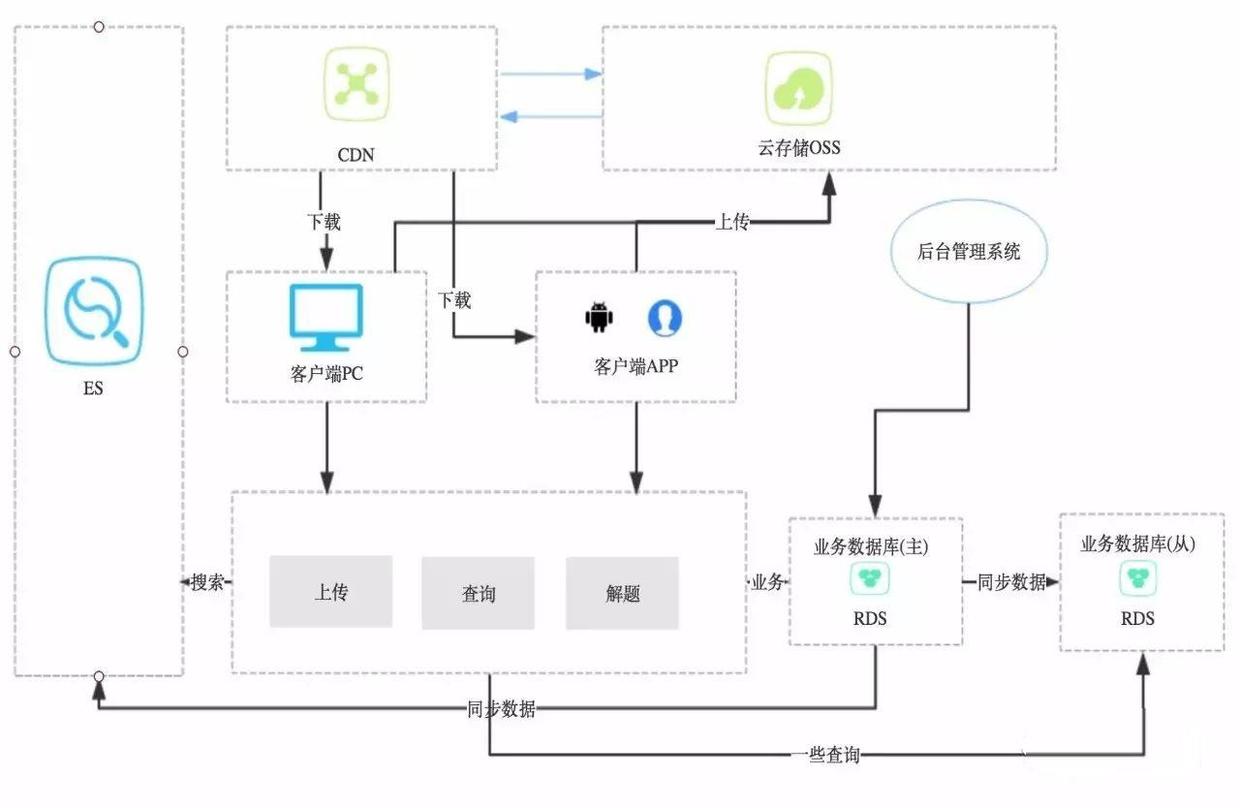 CDN
云存储OSS
下载
上传
后台管理系统
下载
客户端PC
客户端APP
ES
业务数据库(主)
RDS
业务数据库(从)
RDS
搜索
上传
查询
解题
业务
同步数据
同步数据
一些查询